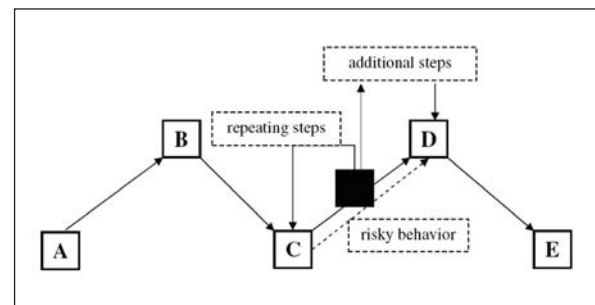 additional steps
B
repeating steps
D
A
C
risky behavior
E